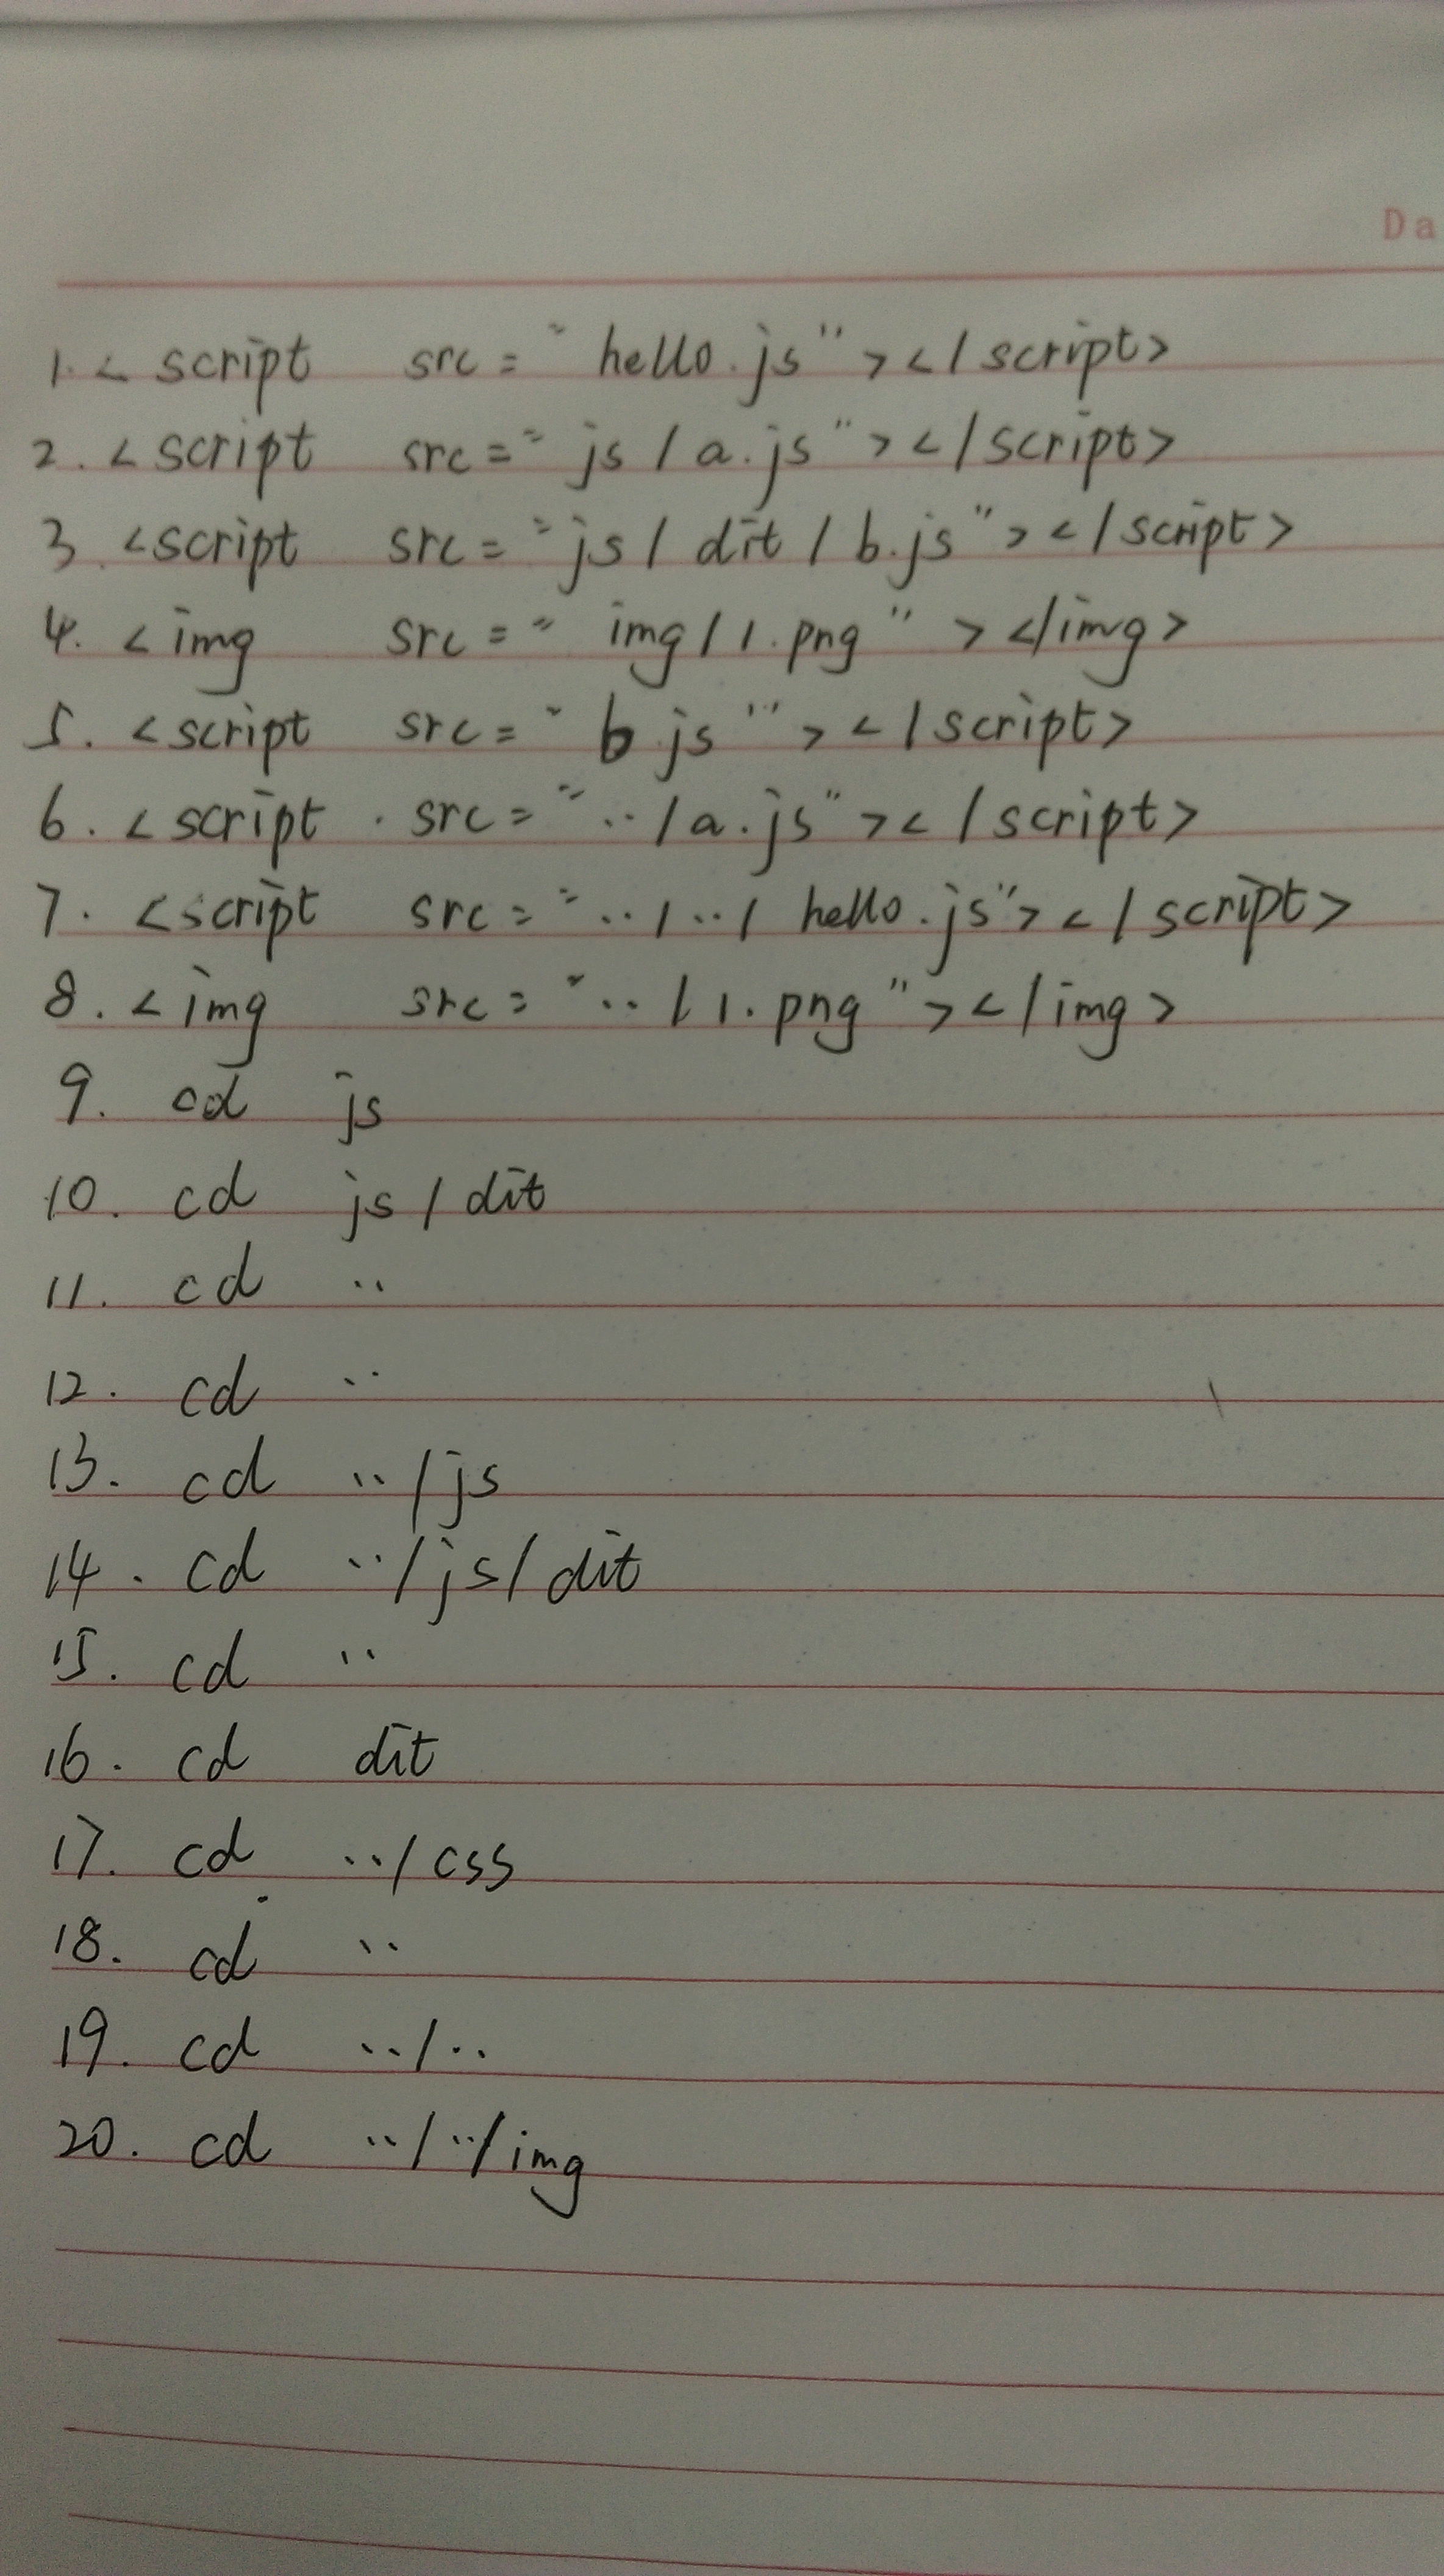 Da
1. <script src="hello.js"></script>
2. <script src="js/a.js"></script>
3. <script src="js/dit/b.js"></script>
4. <img src="img/1.png"></img>
5. <script src="b.js"></script>
6. <script src="../a.js"></script>
7. <script src="../../hello.js"></script>
8. <img src="../1.png"></img>
9. cd js
10. cd js/dit
11. cd ..
12. cd ..
13. cd ../js
14. cd ../js/dit
15. cd ..
16. cd dit
17. cd ../css
18. cd ..
19. cd ../..
20. cd ../../img